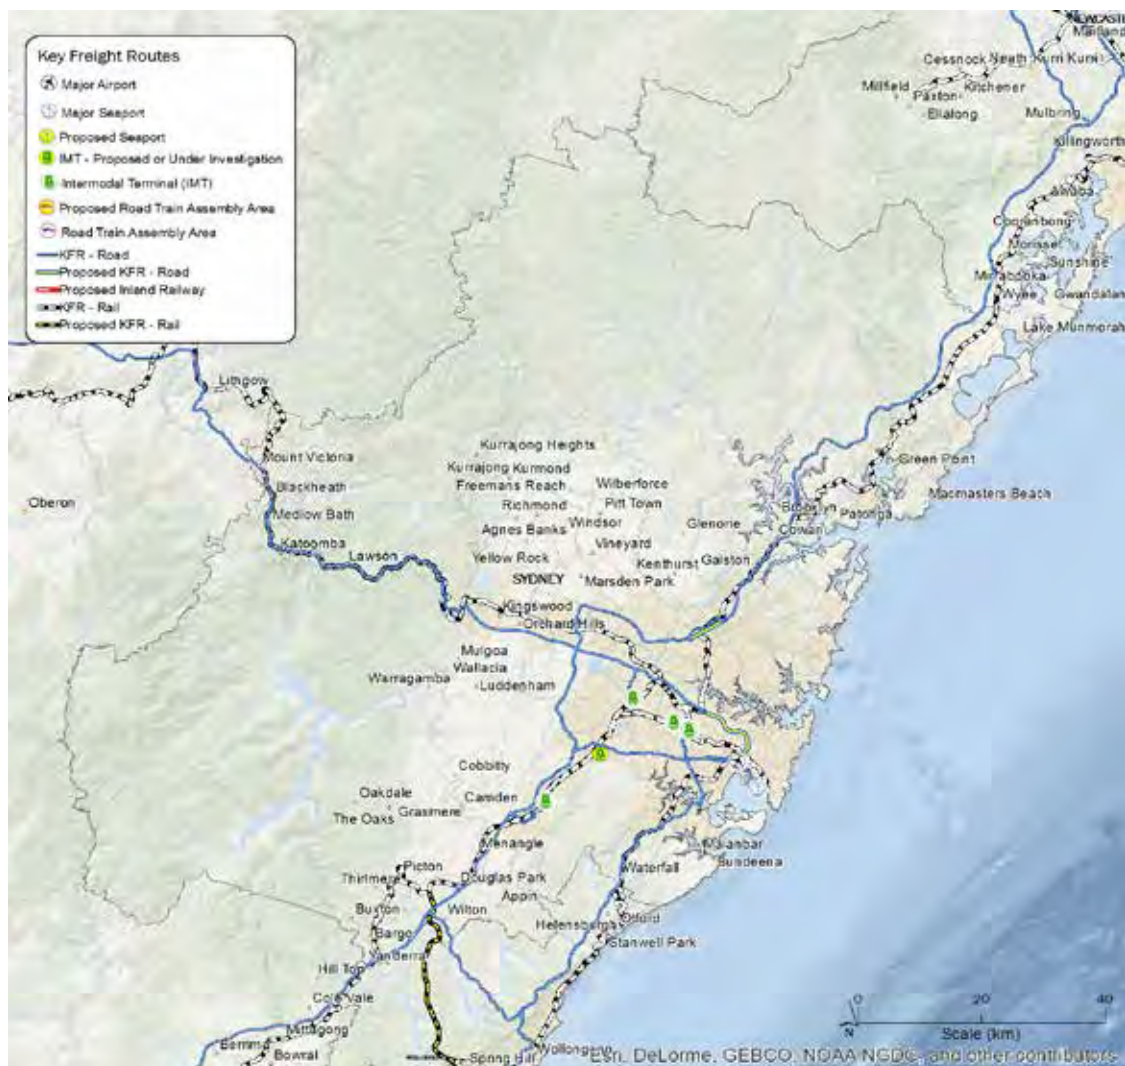 Key Freight Routes
Major Airport
Major Seaport
Proposed Seaport
IMT - Proposed or Under Investigation
Intermodal Terminal (IMT)
Proposed Road Train Assembly Area
Road Train Assembly Area
KFR - Road
Proposed KFR - Road
Proposed Inland Railway
KFR - Rail
Proposed KFR - Rail
Maitland
Cessnock Neath Kurri Kurri
Millfield
Paxton
Kitchener
Ellalong
Mulbring
Killingworth
Awaba
Cooranbong
Morisset
Sunshine
Mirrabooka
Wyee
Gwandalan
Lake Munmorah
Lithgow
Mount Victoria
Blackheath
Oberon
Medlow Bath
Katoomba
Lawson
Kurrajong Heights
Kurrajong Kurmond
Freemans Reach
Wilberforce
Richmond
Pitt Town
Agnes Banks
Windsor
Glenorie
Vineyard
Yellow Rock
Kenthurst
Galston
SYDNEY
Marsden Park
Green Point
Macmasters Beach
Brooklyn
Patonga
Cowan
Kingswood
Orchard Hills
Mulgoa
Wallacia
Warragamba
Luddenham
Cobbitty
Oakdale
Camden
Grasmere
The Oaks
Menangle
Malabar
Bundeena
Picton
Thirlmere
Douglas Park
Waterfall
Appin
Buxton
Wilton
Helensburgh
Otford
Bargo
Stanwell Park
Yanderra
Hill Top
Colo Vale
Mittagong
Berrima
Bowral
Spring Hill
Wollongong
0 20 40
Scale (km)
N
Esri, DeLorme, GEBCO, NOAA NGDC, and other contributors